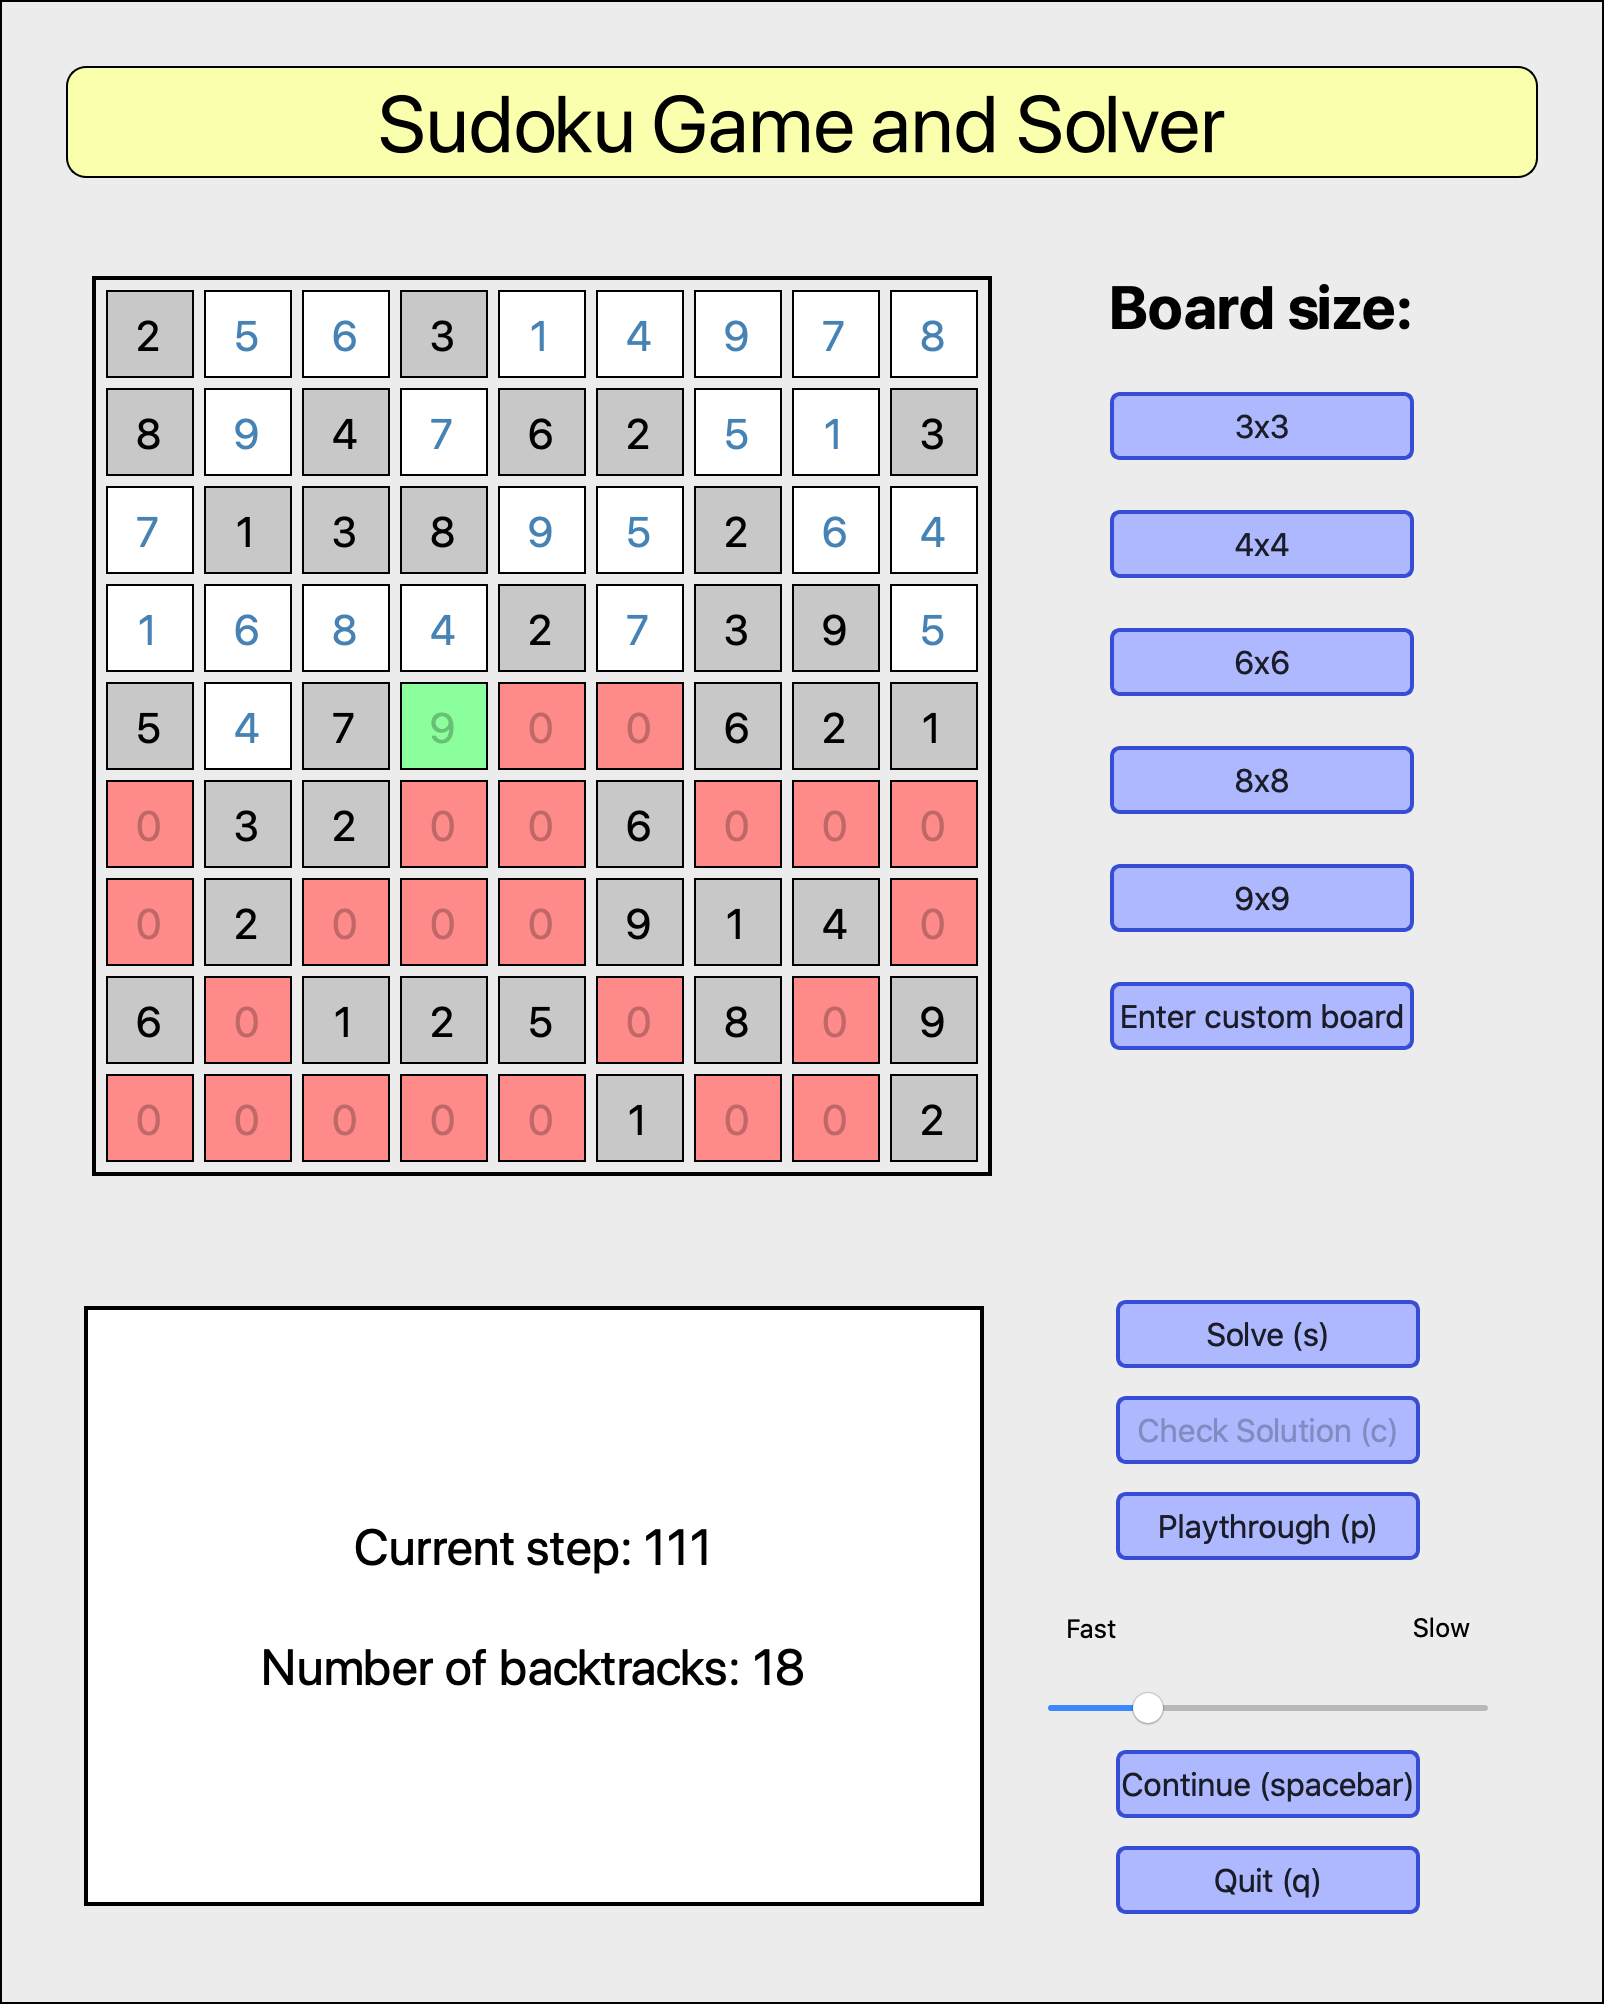 Sudoku Game and Solver
2 5 6 3 1 4 9 7 8
8 9 4 7 6 2 5 1 3
7 1 3 8 9 5 2 6 4
1 6 8 4 2 7 3 9 5
5 4 7 9 0 0 6 2 1
0 3 2 0 0 6 0 0 0
0 2 0 0 0 9 1 4 0
6 0 1 2 5 0 8 0 9
0 0 0 0 0 1 0 0 2
Board size:
3x3
4x4
6x6
8x8
9x9
Enter custom board
Current step: 111
Number of backtracks: 18
Solve (s)
Check Solution (c)
Playthrough (p)
Fast Slow
Continue (spacebar)
Quit (q)